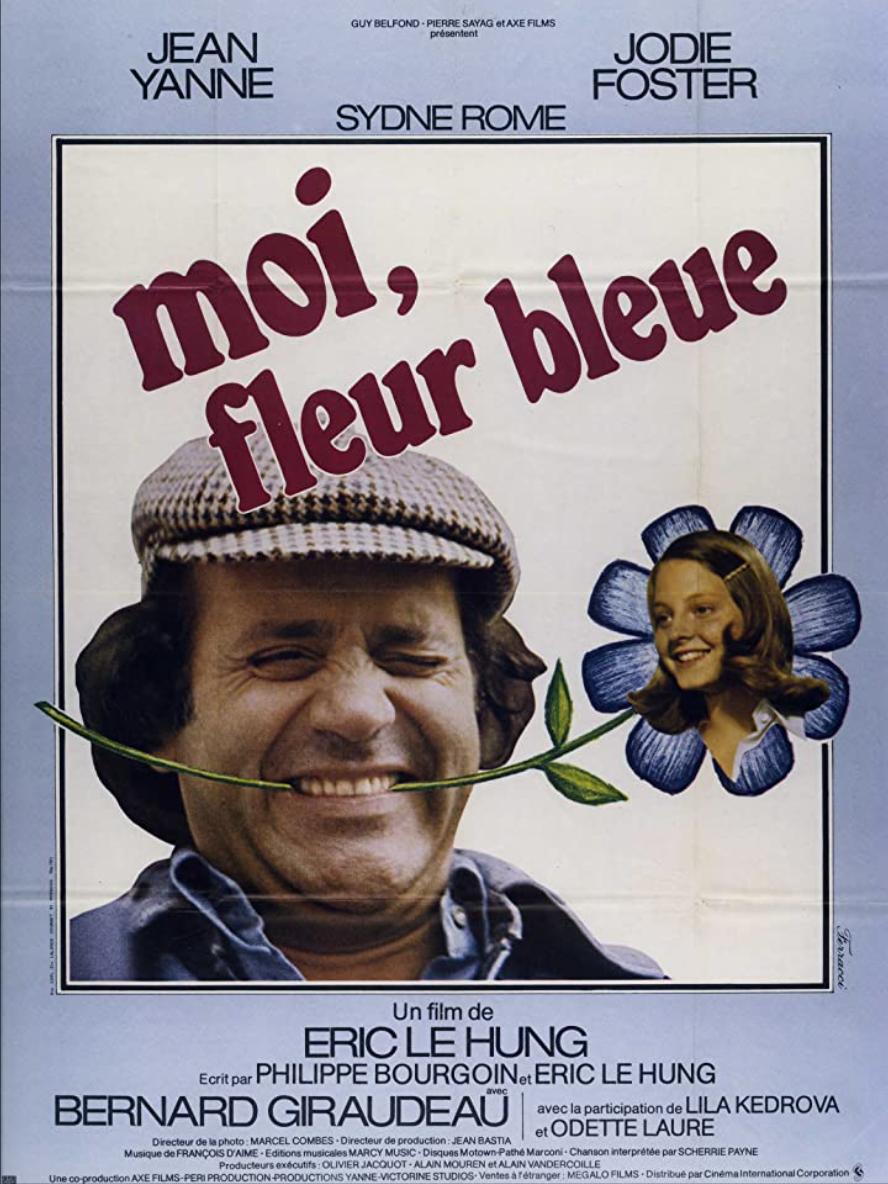 GUY BELFOND • PIERRE SAYAG et AXE FILMS
présentent
JEAN
YANNE
JODIE
FOSTER
SYDNE ROME
moi,
fleur bleue
Ferracci
Un film de
ERIC LE HUNG
Ecrit par PHILIPPE BOURGOIN et ERIC LE HUNG
avec
BERNARD GIRAUDEAU
avec la participation de LILA KEDROVA
et ODETTE LAURE
Directeur de la photo : MARCEL COMBES • Directeur de production : JEAN BASTIA
Musique de FRANÇOIS D'AIME • Editions musicales MARCY MUSIC • Disques Motown-Pathé Marconi • Chanson interprétée par SCHERRIE PAYNE
Producteurs exécutifs : OLIVIER JACQUOT • ALAIN MOUREN et ALAIN VANDERCOILLE
Une co-production AXE FILMS-PERI PRODUCTION-PRODUCTIONS YANNE-VICTORINE STUDIOS • Ventes à l'étranger : MEGALO FILMS • Distribué par Cinéma International Corporation